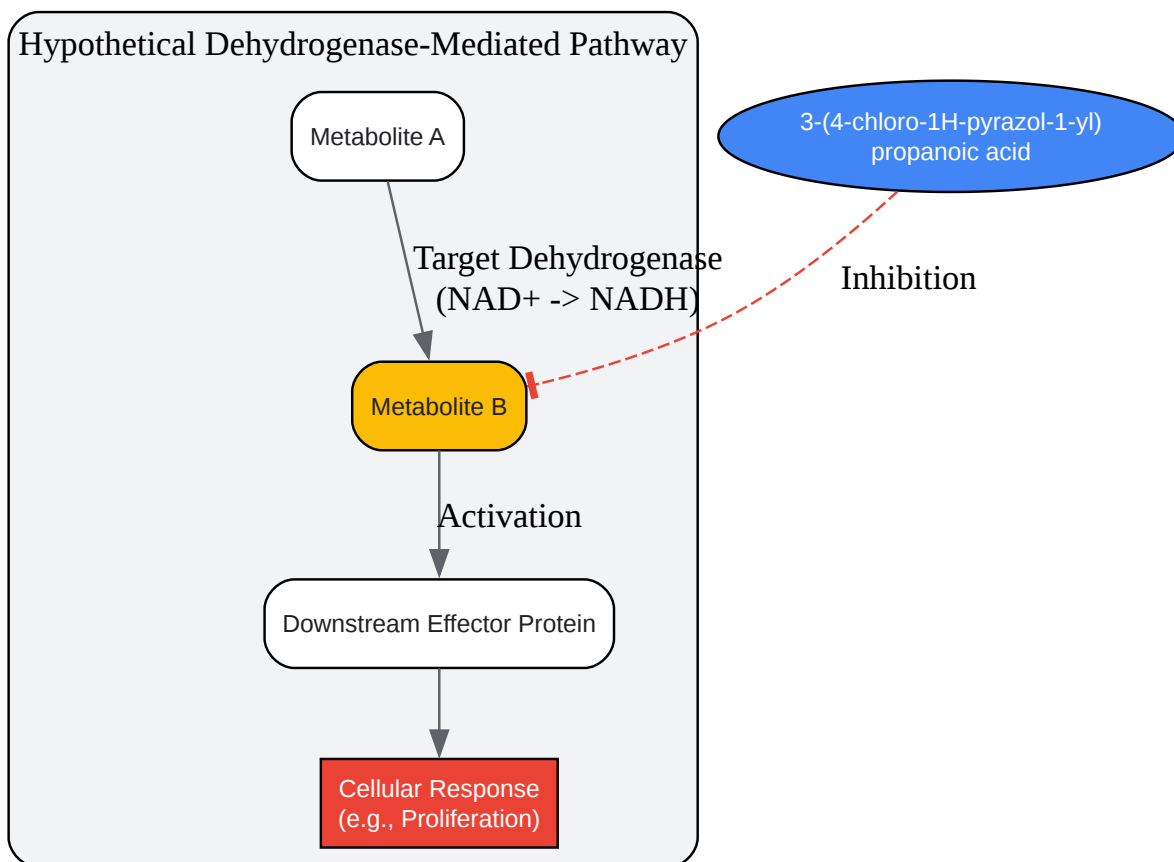 Hypothetical Dehydrogenase-Mediated Pathway
Metabolite A
3-(4-chloro-1H-pyrazol-1-yl)
propanoic acid
Target Dehydrogenase
(NAD+ -> NADH)
Inhibition
Metabolite B
Activation
Downstream Effector Protein
Cellular Response
(e.g., Proliferation)